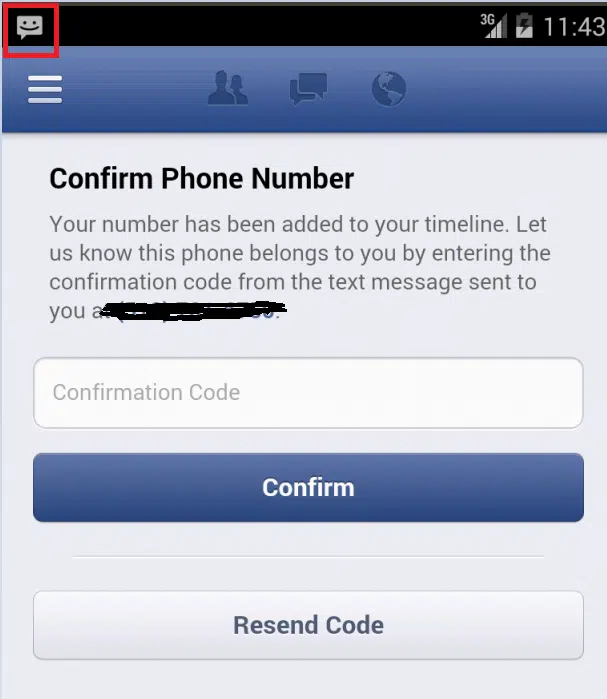 3G 11:43
Confirm Phone Number
Your number has been added to your timeline. Let
us know this phone belongs to you by entering the
confirmation code from the text message sent to
you
Confirmation Code
Confirm
Resend Code